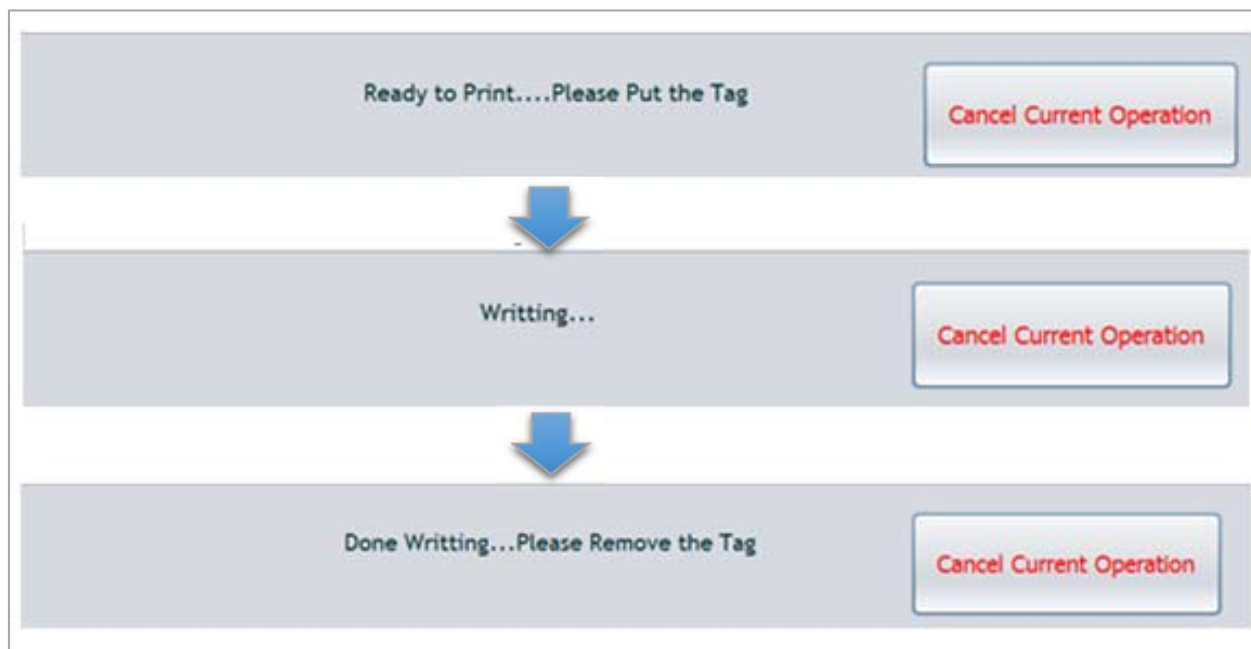 Ready to Print....Please Put the Tag
Cancel Current Operation
Writting...
Cancel Current Operation
Done Writting...Please Remove the Tag
Cancel Current Operation